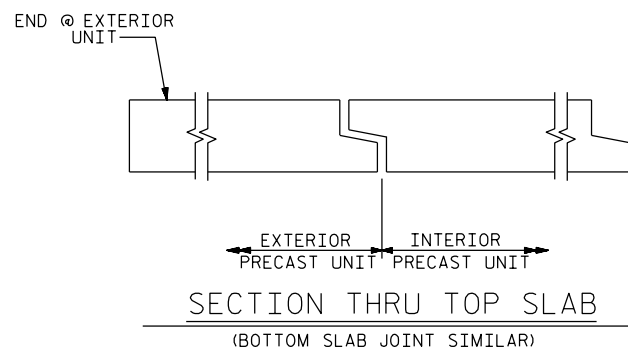 END @ EXTERIOR
UNIT
EXTERIOR
PRECAST UNIT
INTERIOR
PRECAST UNIT
SECTION THRU TOP SLAB
(BOTTOM SLAB JOINT SIMILAR)